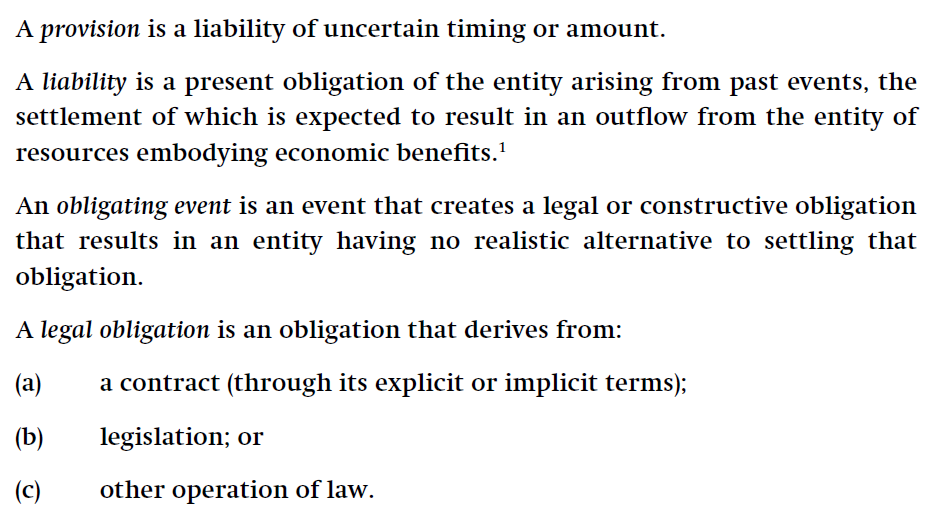 A provision is a liability of uncertain timing or amount.
A liability is a present obligation of the entity arising from past events, the
settlement of which is expected to result in an outflow from the entity of
resources embodying economic benefits.¹
An obligating event is an event that creates a legal or constructive obligation
that results in an entity having no realistic alternative to settling that
obligation.
A legal obligation is an obligation that derives from:
(a) a contract (through its explicit or implicit terms);
(b) legislation; or
(c) other operation of law.